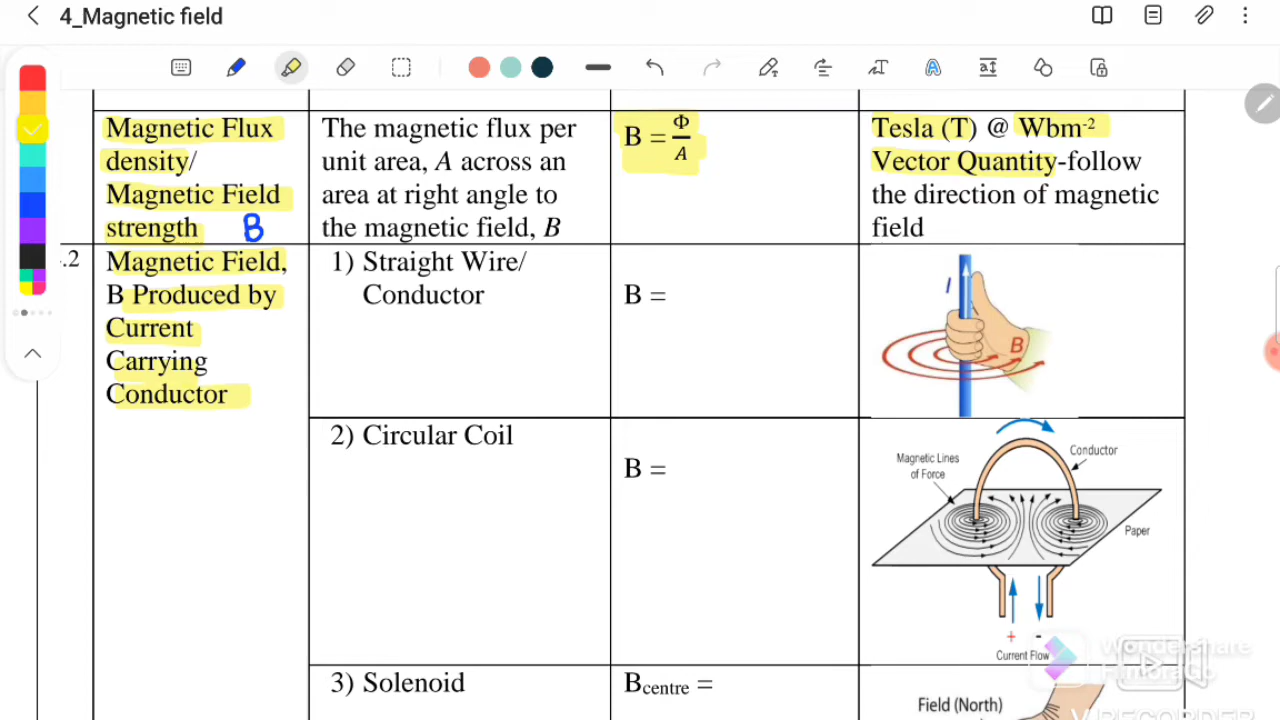 4_Magnetic field
Magnetic Flux
density/
Magnetic Field
strength B
The magnetic flux per
unit area, A across an
area at right angle to
the magnetic field, B
B = Φ/A
Tesla (T) @ Wbm-2
Vector Quantity-follow
the direction of magnetic
field
.2
Magnetic Field,
B Produced by
Current
Carrying
Conductor
1) Straight Wire/
Conductor
B =
I
B
2) Circular Coil
B =
Magnetic Lines
of Force
Conductor
Paper
+ -
Current Flow
3) Solenoid
Bcentre =
Field (North)
Wondershare
FilmoraGo
V RECORDER